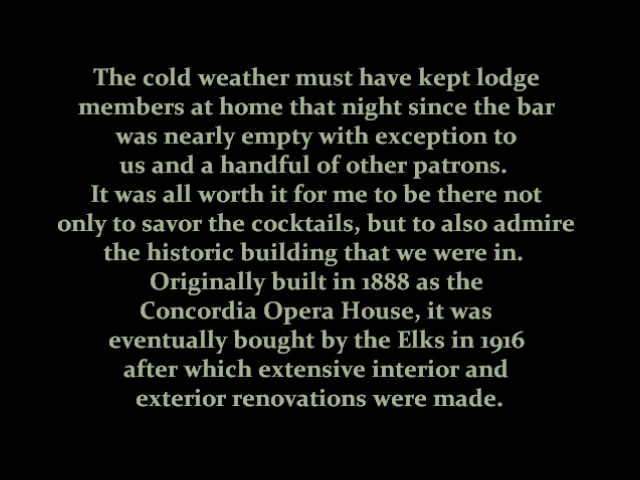 The cold weather must have kept lodge
members at home that night since the bar
was nearly empty with exception to
us and a handful of other patrons.
It was all worth it for me to be there not
only to savor the cocktails, but to also admire
the historic building that we were in.
Originally built in 1888 as the
Concordia Opera House, it was
eventually bought by the Elks in 1916
after which extensive interior and
exterior renovations were made.